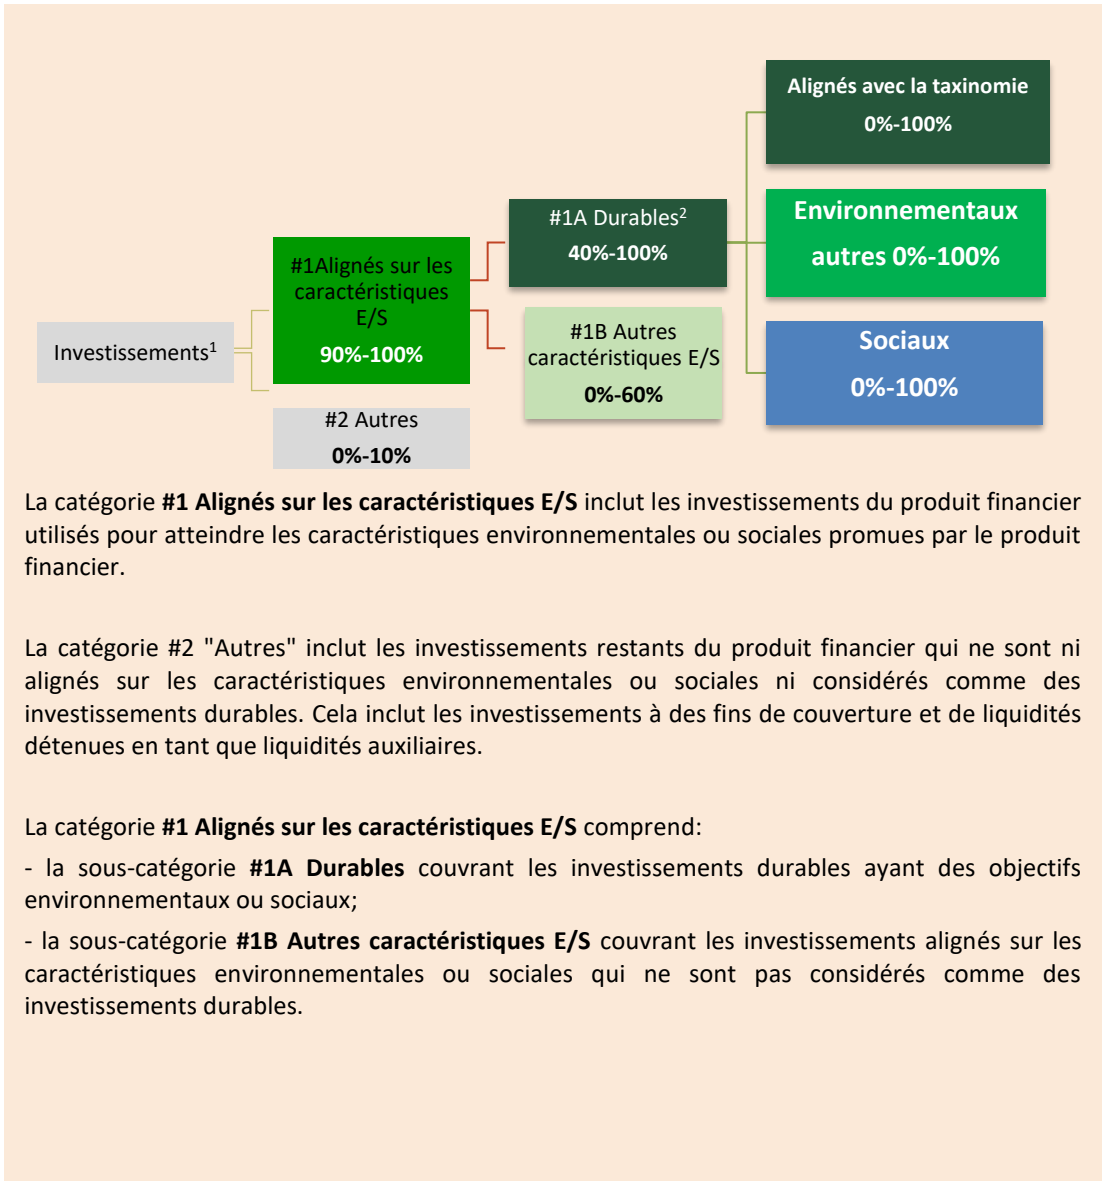 Alignés avec la taxinomie
0%-100%
#1A Durables²
40%-100%
Environnementaux
autres 0%-100%
#1Alignés sur les
caractéristiques
E/S
90%-100%
Investissements¹
#1B Autres
caractéristiques E/S
0%-60%
Sociaux
0%-100%
#2 Autres
0%-10%
La catégorie #1 Alignés sur les caractéristiques E/S inclut les investissements du produit financier
utilisés pour atteindre les caractéristiques environnementales ou sociales promues par le produit
financier.
La catégorie #2 "Autres" inclut les investissements restants du produit financier qui ne sont ni
alignés sur les caractéristiques environnementales ou sociales ni considérés comme des
investissements durables. Cela inclut les investissements à des fins de couverture et de liquidités
détenues en tant que liquidités auxiliaires.
La catégorie #1 Alignés sur les caractéristiques E/S comprend:
- la sous-catégorie #1A Durables couvrant les investissements durables ayant des objectifs
environnementaux ou sociaux;
- la sous-catégorie #1B Autres caractéristiques E/S couvrant les investissements alignés sur les
caractéristiques environnementales ou sociales qui ne sont pas considérés comme des
investissements durables.